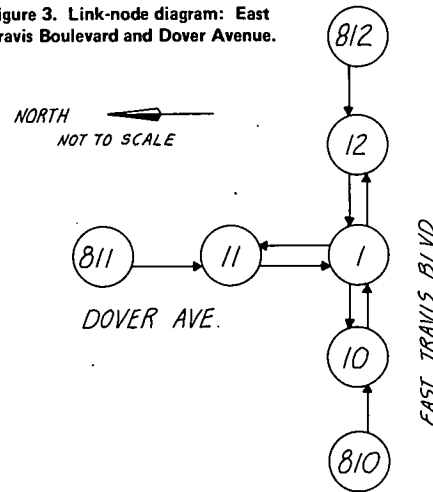 igure 3. Link-node diagram: East
ravis Boulevard and Dover Avenue.
812
NORTH
NOT TO SCALE
12
811
11
1
DOVER AVE.
EAST TRAVIS BLVD
10
810